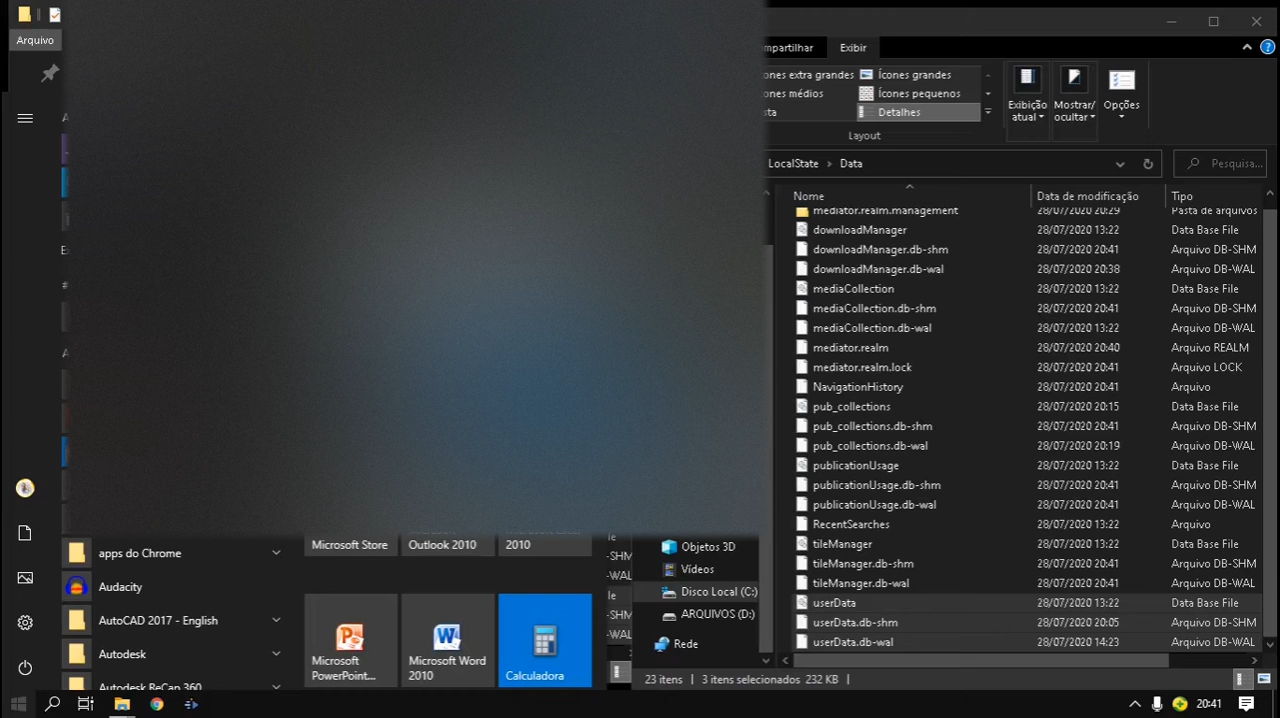 Arquivo
mpartilhar
Exibir
ones extra grandes
Ícones grandes
ones médios
Ícones pequenos
sta
Detalhes
Layout
Exibição
atual
Mostrar/
ocultar
Opções
LocalState > Data
Pesquisa...
Nome Data de modificação Tipo
mediator.realm.management 28/07/2020 20:29 Pasta de arquivos
downloadManager 28/07/2020 13:22 Data Base File
downloadManager.db-shm 28/07/2020 20:41 Arquivo DB-SHM
downloadManager.db-wal 28/07/2020 20:38 Arquivo DB-WAL
mediaCollection 28/07/2020 13:22 Data Base File
mediaCollection.db-shm 28/07/2020 20:41 Arquivo DB-SHM
mediaCollection.db-wal 28/07/2020 13:22 Arquivo DB-WAL
mediator.realm 28/07/2020 20:40 Arquivo REALM
mediator.realm.lock 28/07/2020 20:41 Arquivo LOCK
NavigationHistory 28/07/2020 20:41 Arquivo
pub_collections 28/07/2020 20:15 Data Base File
pub_collections.db-shm 28/07/2020 20:41 Arquivo DB-SHM
pub_collections.db-wal 28/07/2020 20:19 Arquivo DB-WAL
publicationUsage 28/07/2020 13:22 Data Base File
publicationUsage.db-shm 28/07/2020 20:41 Arquivo DB-SHM
publicationUsage.db-wal 28/07/2020 20:41 Arquivo DB-WAL
RecentSearches 28/07/2020 13:22 Arquivo
tileManager 28/07/2020 13:22 Data Base File
tileManager.db-shm 28/07/2020 20:41 Arquivo DB-SHM
tileManager.db-wal 28/07/2020 20:41 Arquivo DB-WAL
userData 28/07/2020 13:22 Data Base File
userData.db-shm 28/07/2020 20:05 Arquivo DB-SHM
userData.db-wal 28/07/2020 14:23 Arquivo DB-WAL
23 itens 3 itens selecionados 232 KB
Objetos 3D
Vídeos
Disco Local (C:)
ARQUIVOS (D:)
Rede
-SHM
-WAL
le
-SHM
-WAL
Microsoft Store
Outlook 2010
2010
apps do Chrome
Audacity
AutoCAD 2017 - English
Autodesk
Autodesk ReCap 360
Microsoft
PowerPoint...
Microsoft Word
2010
Calculadora
20:41